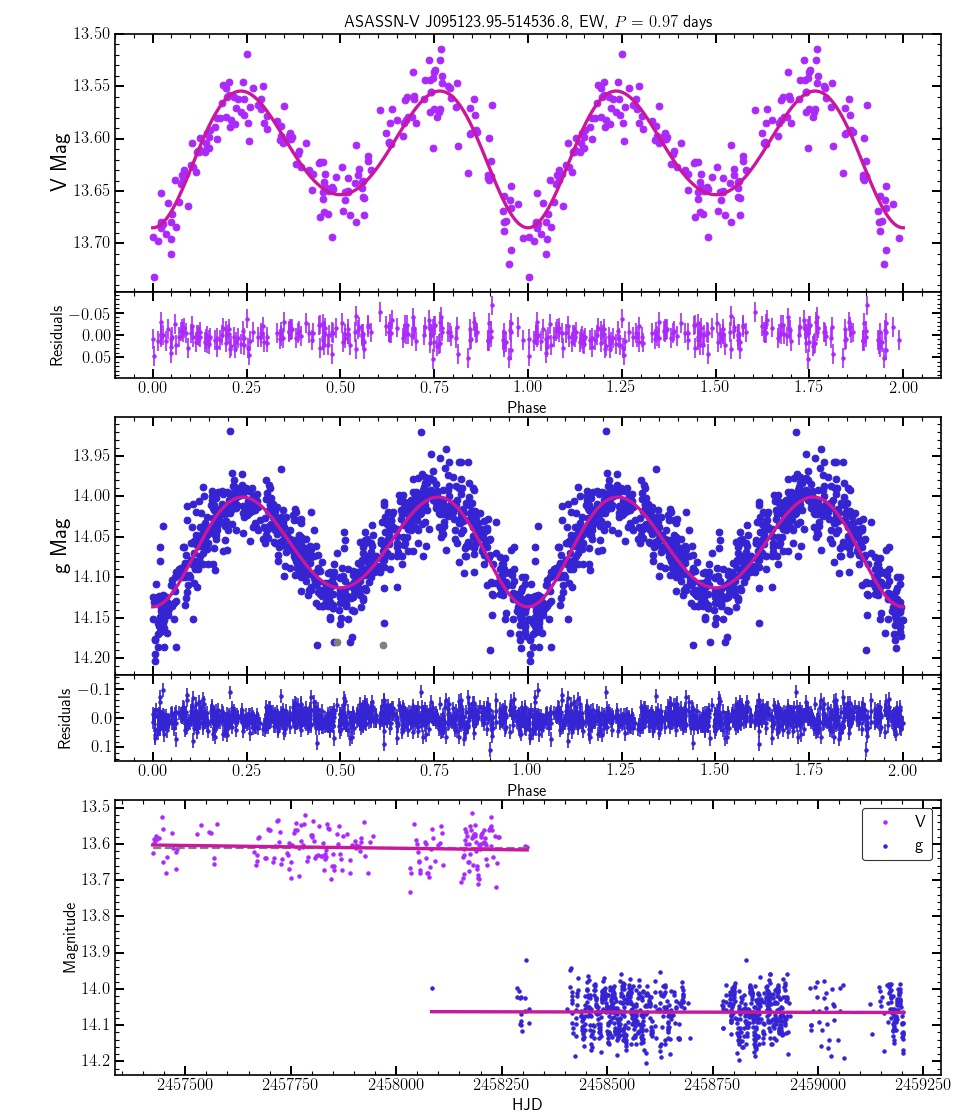 ASASSN-V J095123.95-514536.8, EW, P = 0.97 days
13.50
13.55
13.60
13.65
13.70
V Mag
−0.05
0.00
0.05
Residuals
0.00 0.25 0.50 0.75 1.00 1.25 1.50 1.75 2.00
Phase
13.95
14.00
14.05
14.10
14.15
14.20
g Mag
−0.1
0.0
0.1
Residuals
0.00 0.25 0.50 0.75 1.00 1.25 1.50 1.75 2.00
Phase
13.5
13.6
13.7
13.8
13.9
14.0
14.1
14.2
Magnitude
V
g
2457500 2457750 2458000 2458250 2458500 2458750 2459000 2459250
HJD